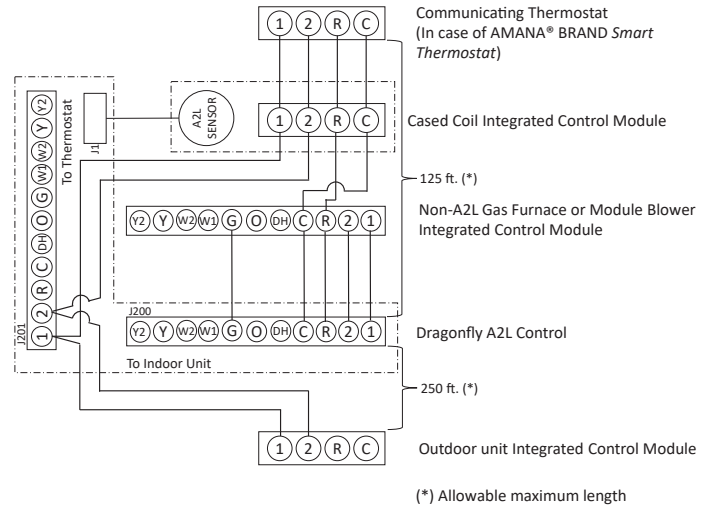 1 2 R C
Communicating Thermostat
(In case of AMANA® BRAND Smart
Thermostat)
Y2 Y W2 W1 G O DH C R 2 1
J201
To Thermostat
J1
A2L
SENSOR
1 2 R C
Cased Coil Integrated Control Module
125 ft. (*)
Y2 Y W2 W1 G O DH C R 2 1
Non-A2L Gas Furnace or Module Blower
Integrated Control Module
J200
Y2 Y W2 W1 G O DH C R 2 1
Dragonfly A2L Control
To Indoor Unit
250 ft. (*)
1 2 R C
Outdoor unit Integrated Control Module
(*) Allowable maximum length